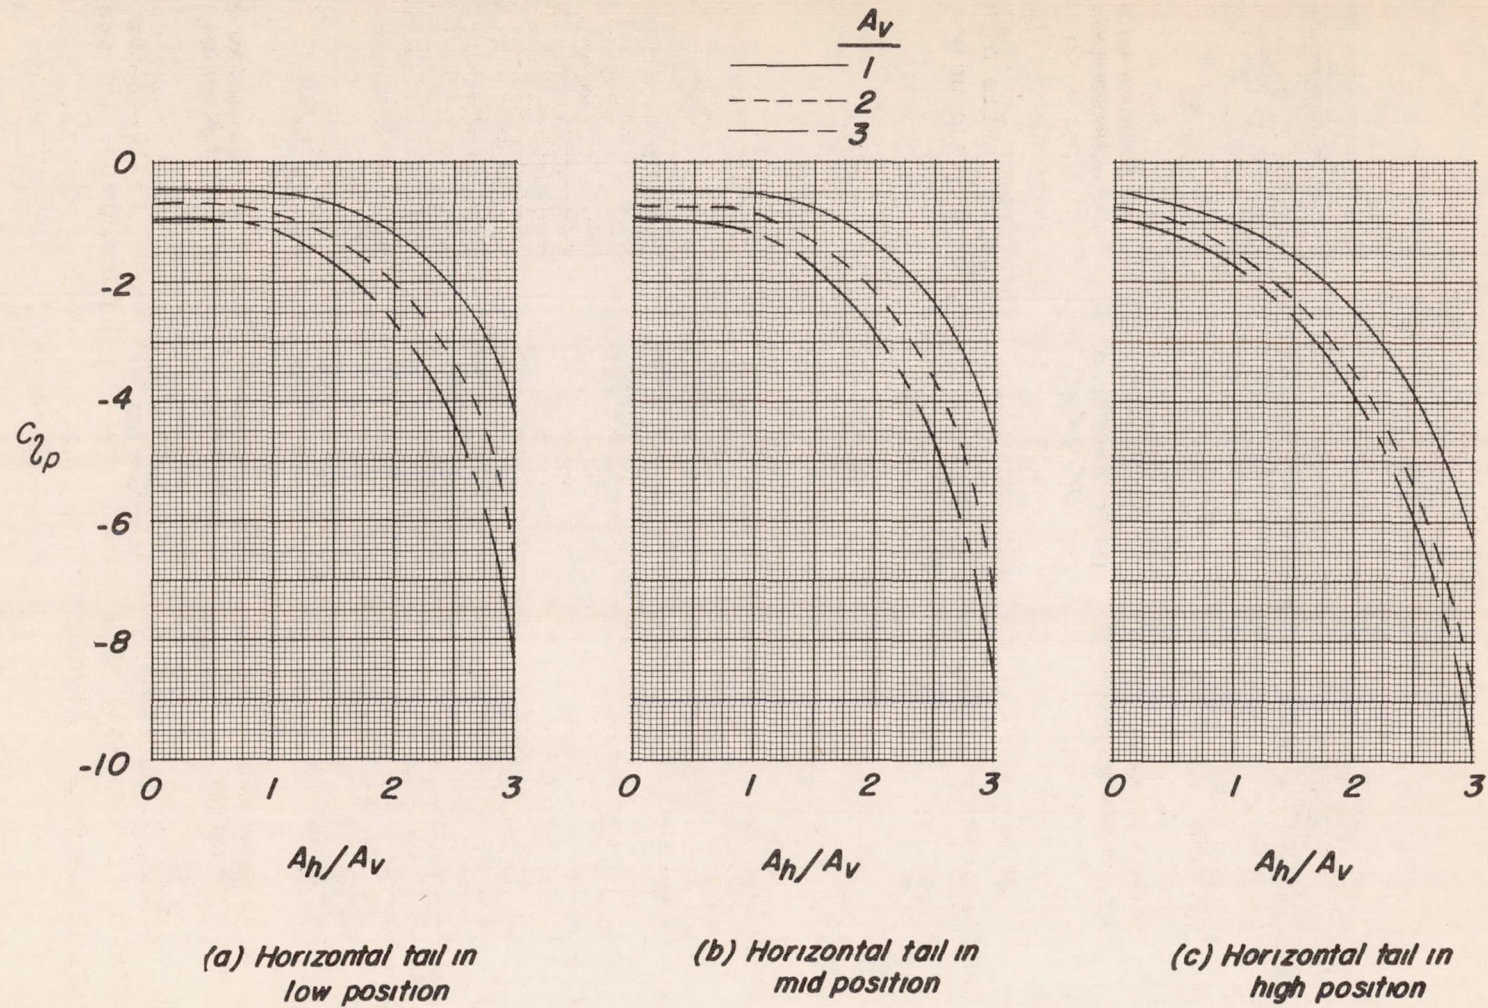 Av
1
2
3
0
-2
-4
-6
-8
-10
Clp
0 1 2 3
0 1 2 3
0 1 2 3
Ah/Av
Ah/Av
Ah/Av
(a) Horizontal tail in
low position
(b) Horizontal tail in
mid position
(c) Horizontal tail in
high position